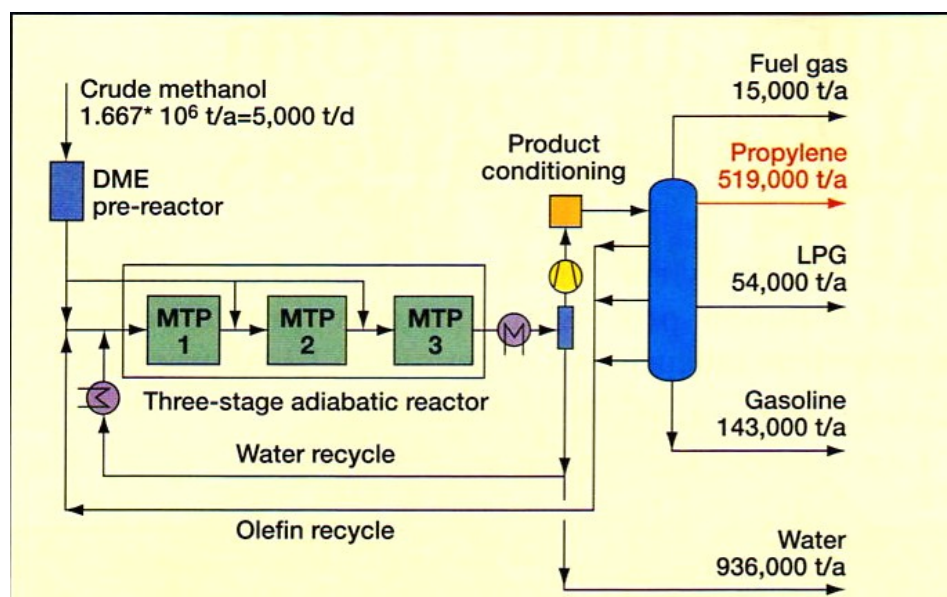 Crude methanol
1.667* 10⁶ t/a=5,000 t/d
DME
pre-reactor
Product
conditioning
Fuel gas
15,000 t/a
Propylene
519,000 t/a
LPG
54,000 t/a
MTP
1
MTP
2
MTP
3
Three-stage adiabatic reactor
Gasoline
143,000 t/a
Water recycle
Olefin recycle
Water
936,000 t/a